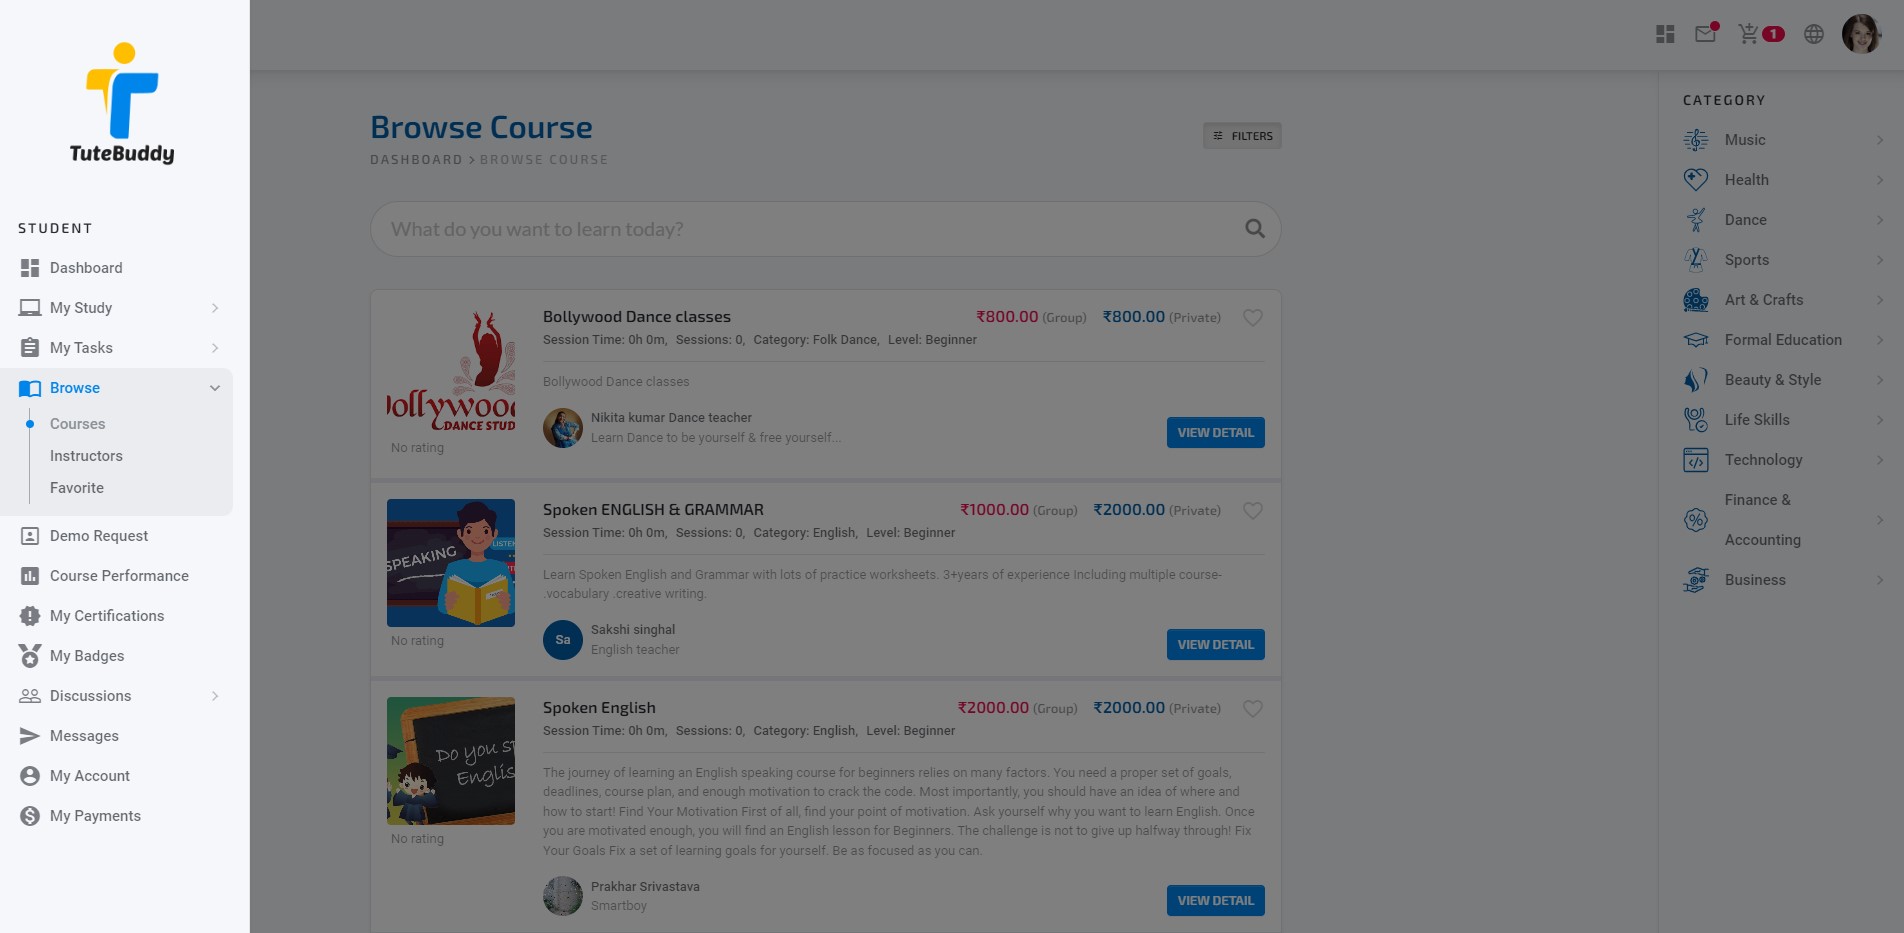 TuteBuddy
STUDENT
Dashboard
My Study
My Tasks
Browse
Courses
Instructors
Favorite
Demo Request
Course Performance
My Certifications
My Badges
Discussions
Messages
My Account
My Payments
1
Browse Course
DASHBOARD > BROWSE COURSE
FILTERS
What do you want to learn today?
Bollywood Dance classes
₹800.00 (Group) ₹800.00 (Private)
Session Time: 0h 0m, Sessions: 0, Category: Folk Dance, Level: Beginner
Bollywood Dance classes
ollywoo
DANCE STUD
No rating
Nikita kumar Dance teacher
Learn Dance to be yourself & free yourself...
VIEW DETAIL
Spoken ENGLISH & GRAMMAR
₹1000.00 (Group) ₹2000.00 (Private)
Session Time: 0h 0m, Sessions: 0, Category: English, Level: Beginner
Learn Spoken English and Grammar with lots of practice worksheets. 3+years of experience Including multiple course-
.vocabulary .creative writing.
SPEAKING
LISTEN
No rating
Sa
Sakshi singhal
English teacher
VIEW DETAIL
Spoken English
₹2000.00 (Group) ₹2000.00 (Private)
Session Time: 0h 0m, Sessions: 0, Category: English, Level: Beginner
The journey of learning an English speaking course for beginners relies on many factors. You need a proper set of goals,
deadlines, course plan, and enough motivation to crack the code. Most importantly, you should have an idea of where and
how to start! Find Your Motivation First of all, find your point of motivation. Ask yourself why you want to learn English. Once
you are motivated enough, you will find an English lesson for Beginners. The challenge is not to give up halfway through! Fix
Your Goals Fix a set of learning goals for yourself. Be as focused as you can.
Do you sp
Englis
No rating
Prakhar Srivastava
Smartboy
VIEW DETAIL
CATEGORY
Music
Health
Dance
Sports
Art & Crafts
Formal Education
Beauty & Style
Life Skills
Technology
Finance &
Accounting
Business